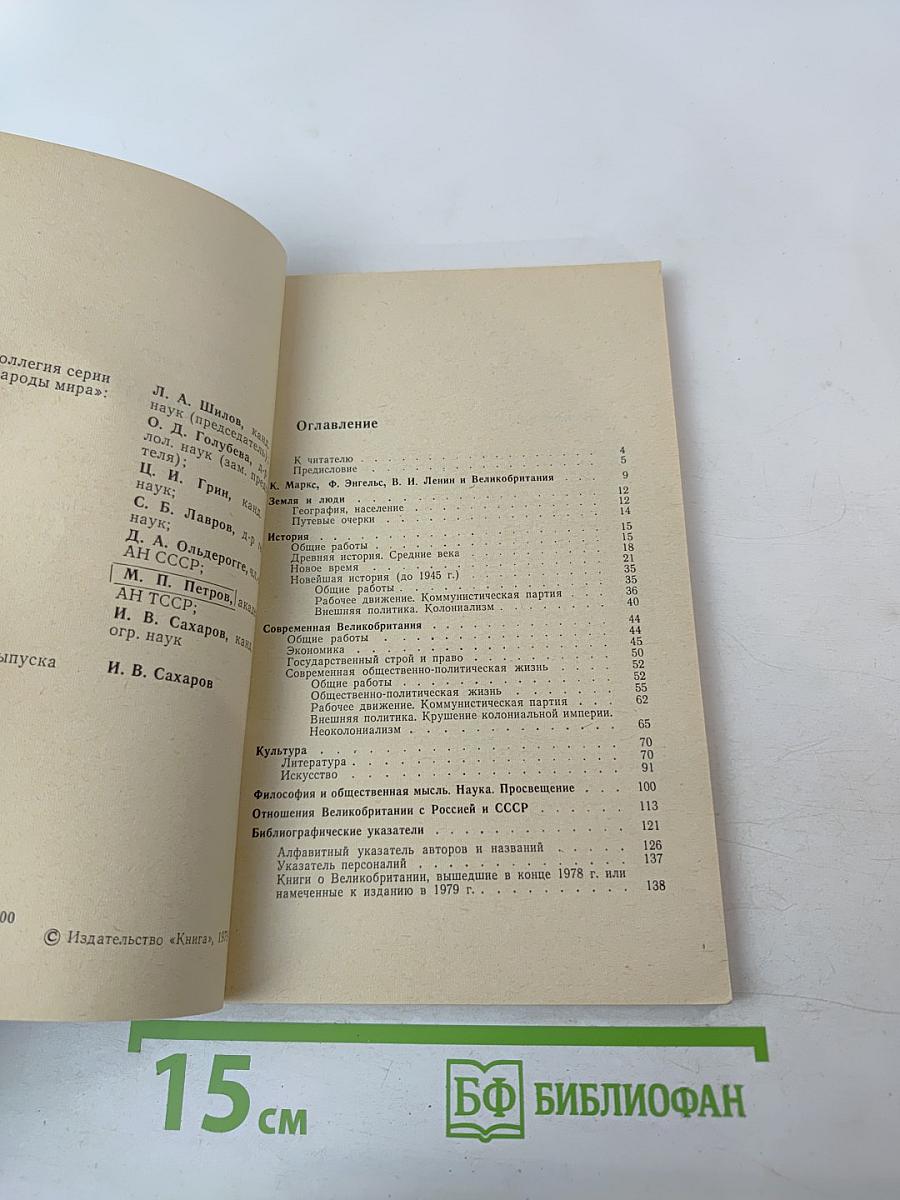 оллегия серии
ароды мира»:
Л. А. Шилов, канд.
наук (председатель);
О. Д. Голубева, д-р
лол. наук (зам. пред
теля);
Ц. И. Грин, канд.
наук;
С. Б. Лавров, д-р
наук;
Д. А. Ольдерогге, чл.
АН СССР;
М. П. Петров, акад
АН ТССР;
И. В. Сахаров, канд.
огр. наук
ыпуска
И. В. Сахаров
00
© Издательство «Книга», 197
Оглавление
К читателю . . . 4
Предисловие . . . 5
К. Маркс, Ф. Энгельс, В. И. Ленин и Великобритания 9
Земля и люди . . . 12
География, население . . . 12
Путевые очерки . . . 14
История . . . 15
Общие работы . . . 15
Древняя история. Средние века . . . 18
Новое время . . . 21
Новейшая история (до 1945 г.) . . . 35
Общие работы . . . 35
Рабочее движение. Коммунистическая партия . . . 36
Внешняя политика. Колониализм . . . 40
Современная Великобритания . . . 44
Общие работы . . . 44
Экономика . . . 45
Государственный строй и право . . . 50
Современная общественно-политическая жизнь . . . 52
Общие работы . . . 52
Общественно-политическая жизнь . . . 55
Рабочее движение. Коммунистическая партия . . . 62
Внешняя политика. Крушение колониальной империи.
Неоколониализм . . . 65
Культура . . . 70
Литература . . . 70
Искусство . . . 91
Философия и общественная мысль. Наука. Просвещение . . . 100
Отношения Великобритании с Россией и СССР . . . 113
Библиографические указатели . . . 121
Алфавитный указатель авторов и названий . . . 126
Указатель персоналий . . . 137
Книги о Великобритании, вышедшие в конце 1978 г. или
намеченные к изданию в 1979 г. . . . 138
15 см
БФ БИБЛИОФАН